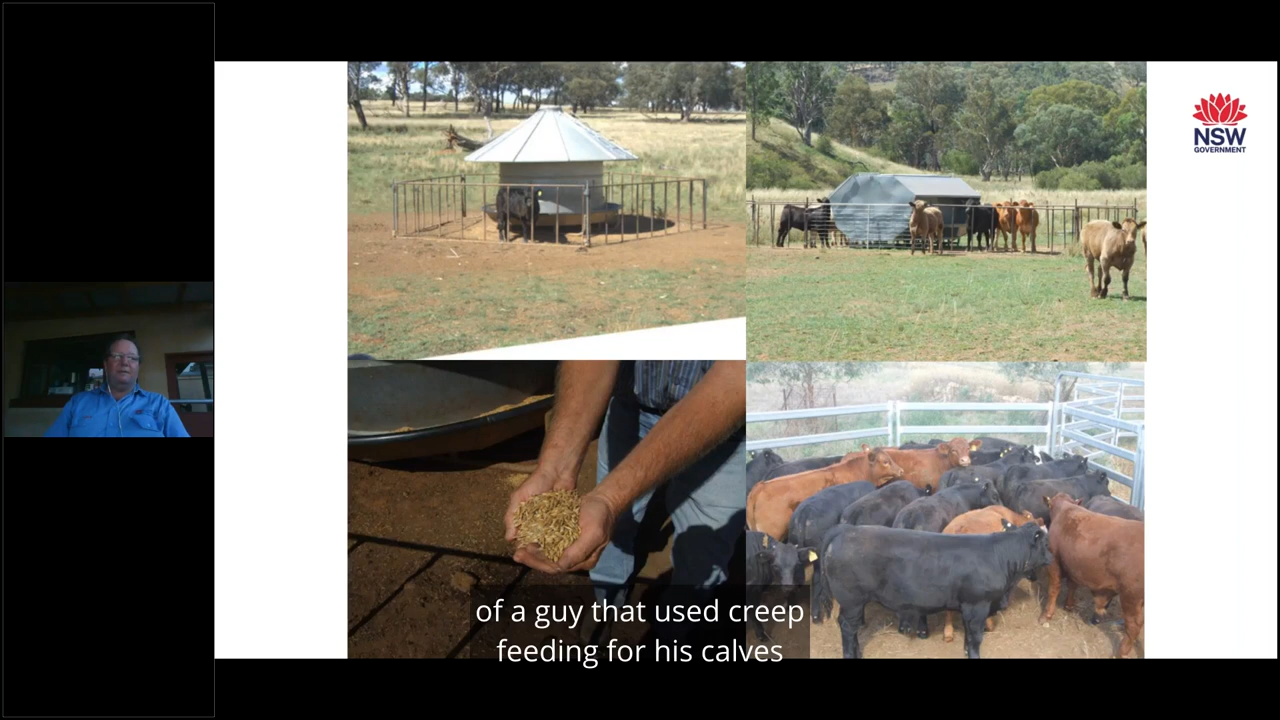 NSW
GOVERNMENT
of a guy that used creep
feeding for his calves